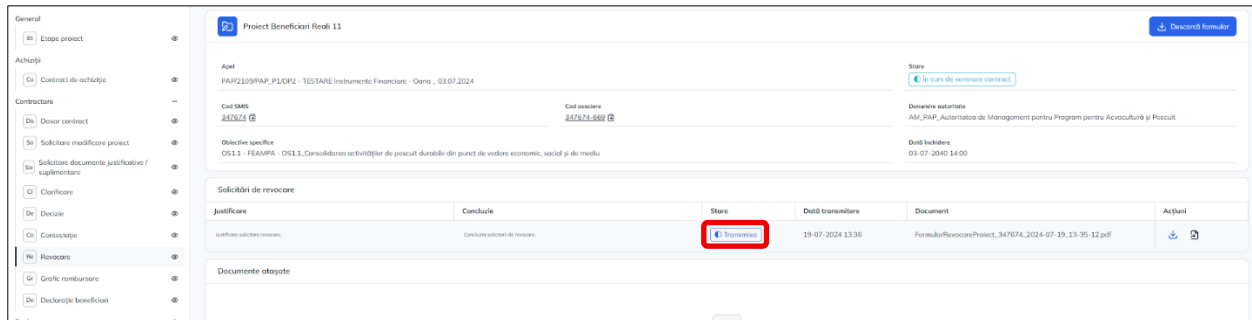 General
Et Etape proiect
Achiziții
Co Contract de achiziție
Contractare
Do Dosar contract
So Solicitare modificare proiect
So Solicitare documente justificative / suplimentare
Cl Clarificare
De Decizie
Co Contestație
Re Revocare
Gr Grafic rambursare
De Declarație beneficiari
Proiect Beneficiari Reali 11
Descarcă formular
Apel
PAP/2109/PAP_P1/OP2 - TESTARE Instrumente Financiare - Oana _ 03.07.2024
Stare
În curs de semnare contract
Cod SMIS
347674
Cod asociere
347674-669
Denumire autoritate
AM_PAP_Autoritatea de Management pentru Program pentru Acvacultură și Pescuit
Obiective specifice
OS1.1 - FEAMPA - OS1.1_Consolidarea activităților de pescuit durabile din punct de vedere economic, social și de mediu
Dată închidere
03-07-2040 14:00
Solicitări de revocare
Justificare Concluzie Stare Dată transmitere Document Acțiuni
Justificare solicitare revocare. Concluzia solicitarii de revocare. Transmisa 19-07-2024 13:36 FormularRevocareProiect_347674_2024-07-19_13-35-12.pdf
Documente atașate